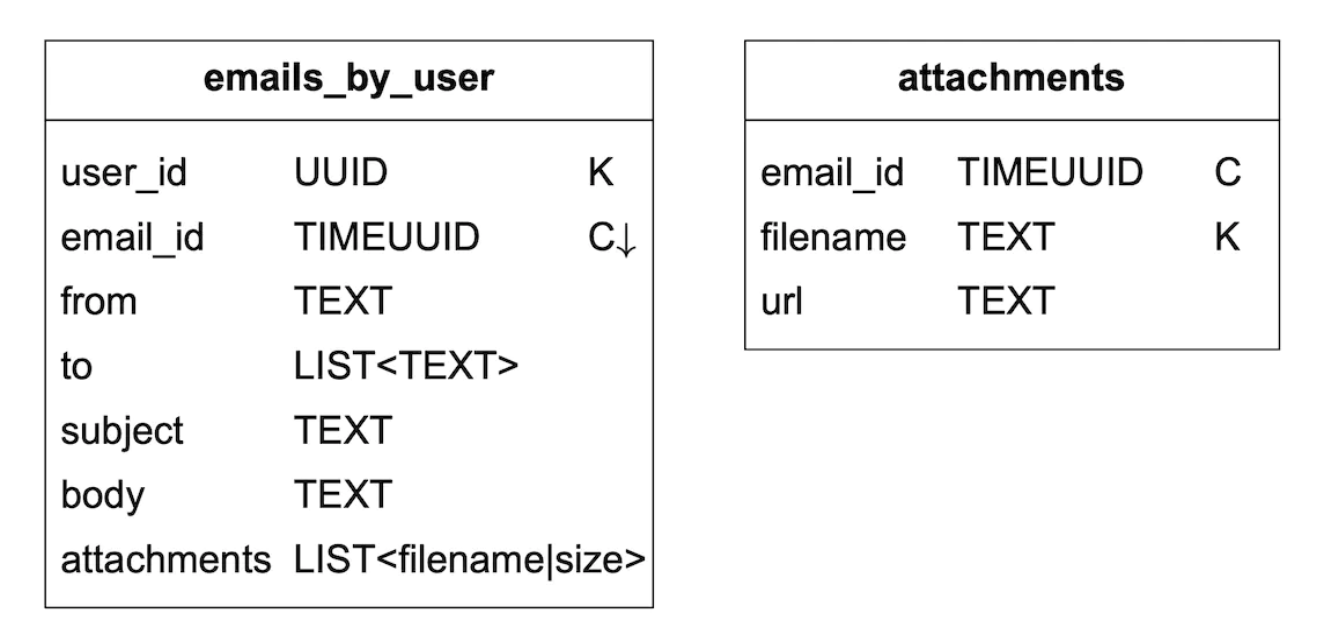 emails_by_user
user_id UUID K
email_id TIMEUUID C↓
from TEXT
to LIST<TEXT>
subject TEXT
body TEXT
attachments LIST<filename|size>
attachments
email_id TIMEUUID C
filename TEXT K
url TEXT